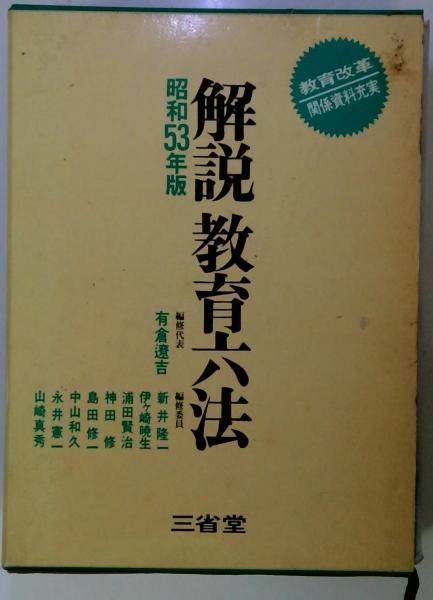 教育改革
関係資料充実
解説 教育六法
昭和53年版
編修代表
有倉遼吉
編修委員
新井隆一
伊ケ崎暁生
浦田賢治
神田修
島田修一
中山和久
永井憲一
山崎真秀
三省堂